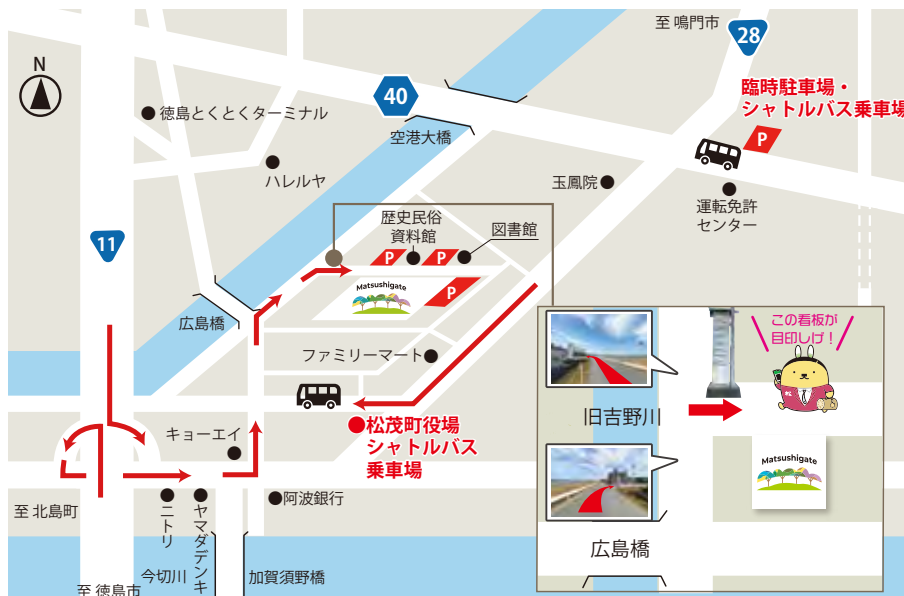 至 鳴門市
28
N
臨時駐車場・
シャトルバス乗車場
P
40
徳島とくとくターミナル
空港大橋
ハレルヤ
玉鳳院
運転免許
センター
歴史民俗
資料館
図書館
P
P
11
Matsushigate
P
広島橋
この看板が
目印しげ!
ファミリーマート
旧吉野川
松茂町役場
シャトルバス
乗車場
キョーエイ
Matsushigate
阿波銀行
至 北島町
ニトリ
ヤマダデンキ
広島橋
今切川
加賀須野橋
至 徳島市